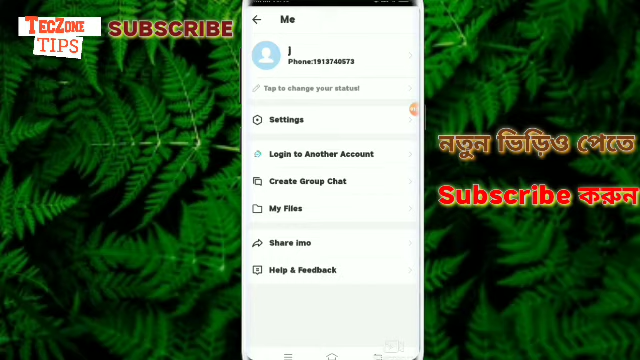 TECZONE
TIPS
SUBSCRIBE
Me
j
Phone:1913740573
Tap to change your status!
Settings
Login to Another Account
Create Group Chat
My Files
Share imo
Help & Feedback
নতুন ভিডিও পেতে
Subscribe করুন